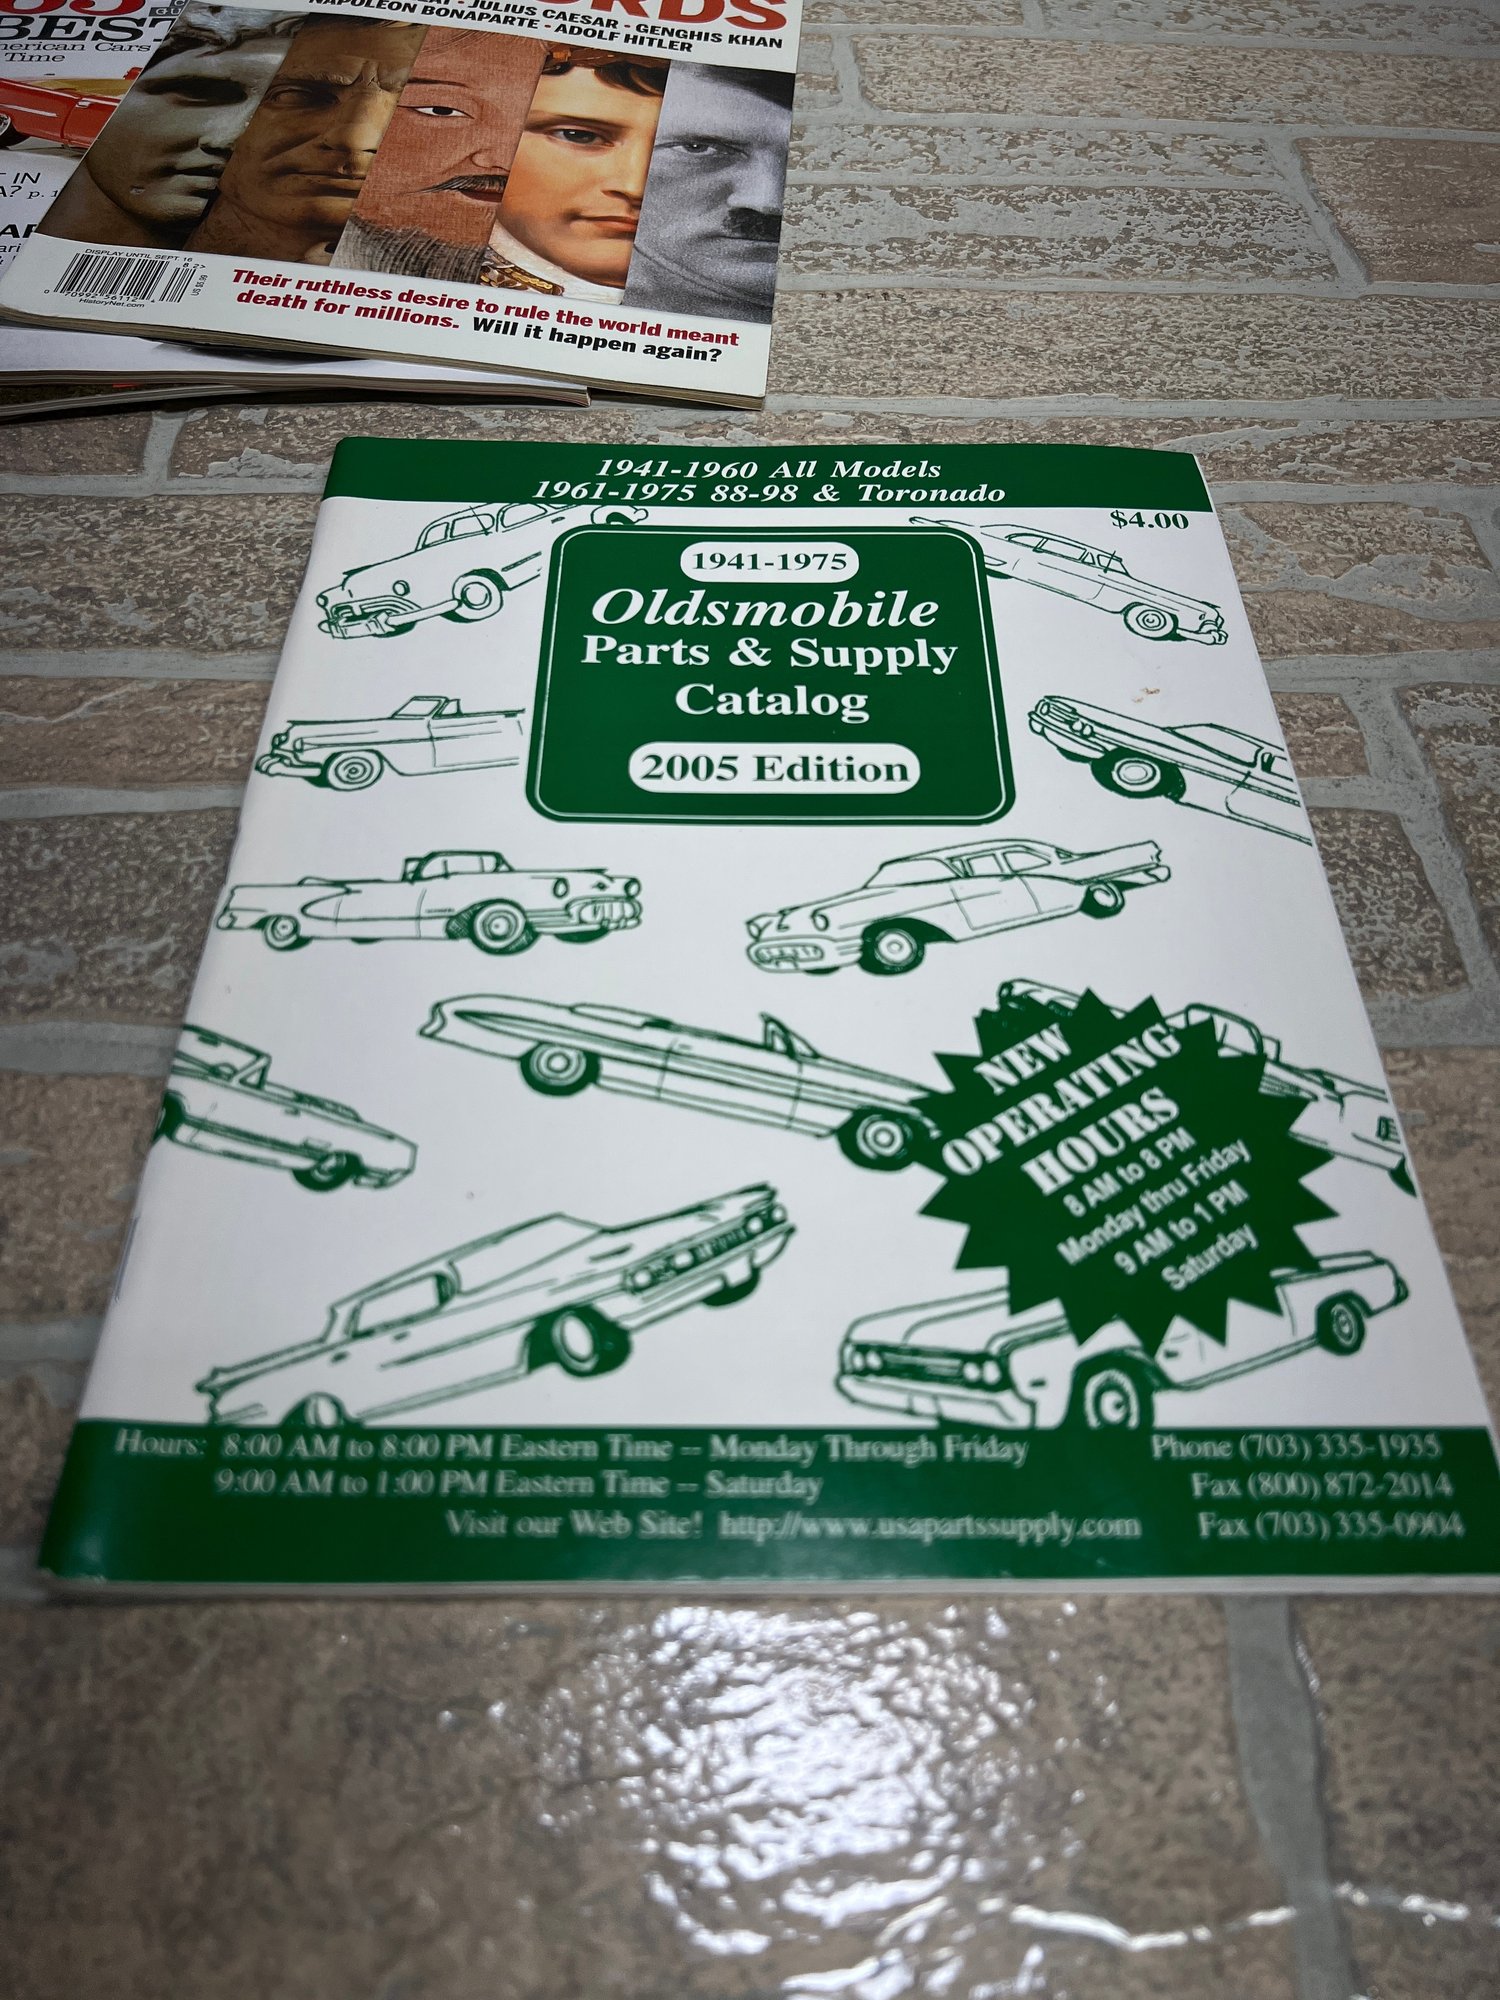 BEST
Time
JULIUS CAESAR • GENGHIS KHAN
NAPOLEON BONAPARTE • ADOLF HITLER
IN
DISPLAY UNTIL SEPT. 16
HistoryNet.com
Their ruthless desire to rule the world meant
death for millions. Will it happen again?
1941-1960 All Models
1961-1975 88-98 & Toronado
$4.00
1941-1975
Oldsmobile
Parts & Supply
Catalog
2005 Edition
NEW
OPERATING
HOURS
8 AM to 8 PM
Monday thru Friday
9 AM to 1 PM
Saturday
Hours: 8:00 AM to 8:00 PM Eastern Time -- Monday Through Friday
9:00 AM to 1:00 PM Eastern Time -- Saturday
Visit our Web Site! http://www.usapartssupply.com
Phone (703) 335-1935
Fax (800) 872-2014
Fax (703) 335-0904